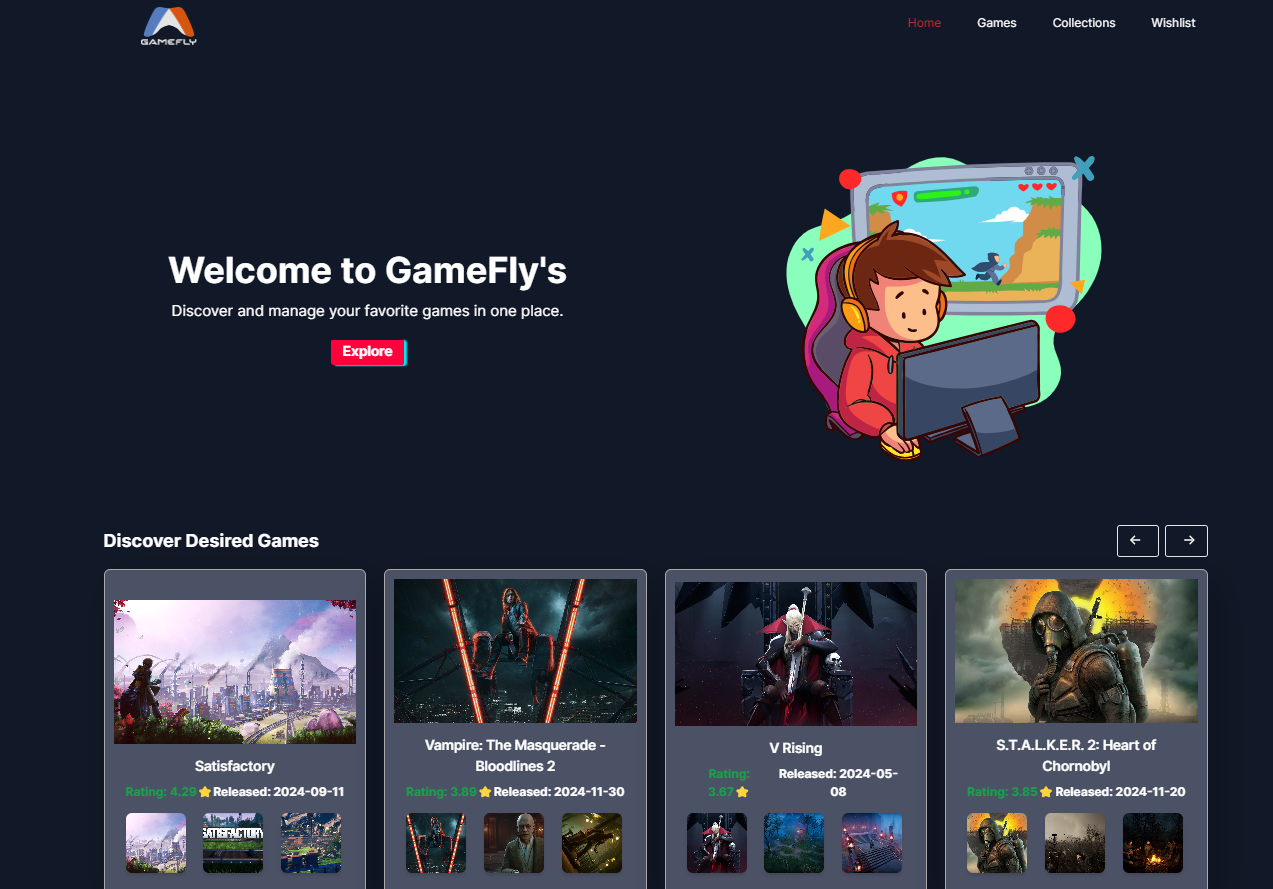 GAMEFLY
Home Games Collections Wishlist
Welcome to GameFly's
Discover and manage your favorite games in one place.
Explore
Discover Desired Games
Satisfactory
Rating: 4.29 Released: 2024-09-11
SATISFACTORY
Vampire: The Masquerade -
Bloodlines 2
Rating: 3.89 Released: 2024-11-30
V Rising
Rating: Released: 2024-05-
3.67 08
S.T.A.L.K.E.R. 2: Heart of
Chornobyl
Rating: 3.85 Released: 2024-11-20